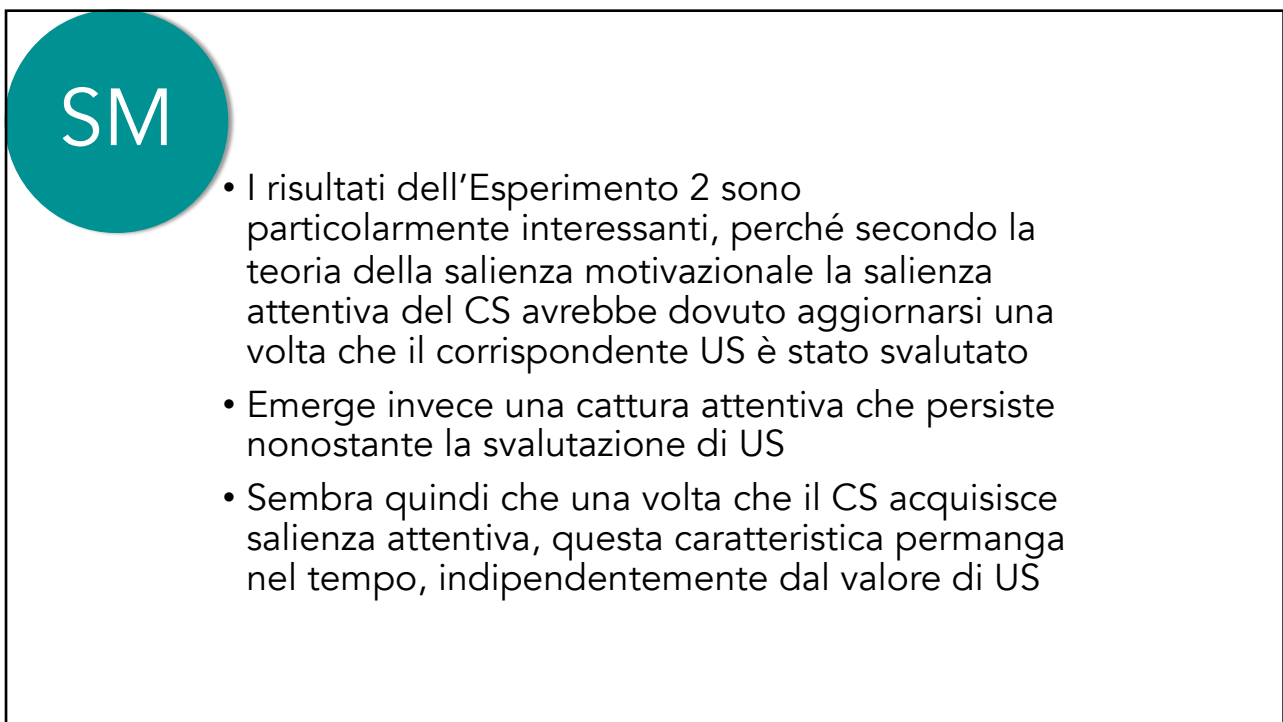 SM
• I risultati dell’Esperimento 2 sono
particolarmente interessanti, perché secondo la
teoria della salienza motivazionale la salienza
attentiva del CS avrebbe dovuto aggiornarsi una
volta che il corrispondente US è stato svalutato
• Emerge invece una cattura attentiva che persiste
nonostante la svalutazione di US
• Sembra quindi che una volta che il CS acquisisce
salienza attentiva, questa caratteristica permanga
nel tempo, indipendentemente dal valore di US